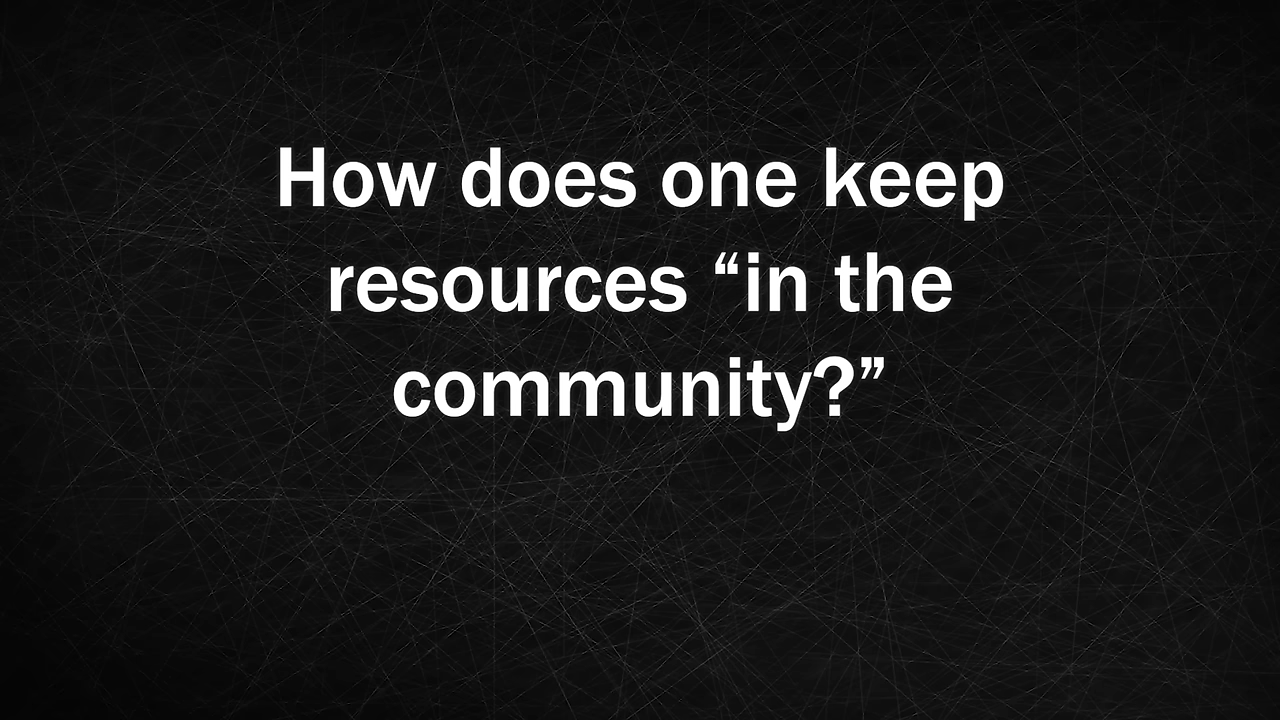 How does one keep
resources “in the
community?”